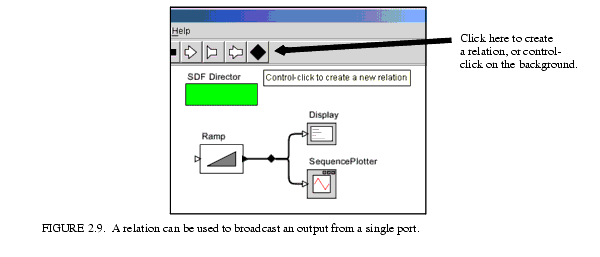 Help
Click here to create
a relation, or control-
click on the background.
SDF Director
Control-click to create a new relation
Display
Ramp
SequencePlotter
FIGURE 2.9. A relation can be used to broadcast an output from a single port.